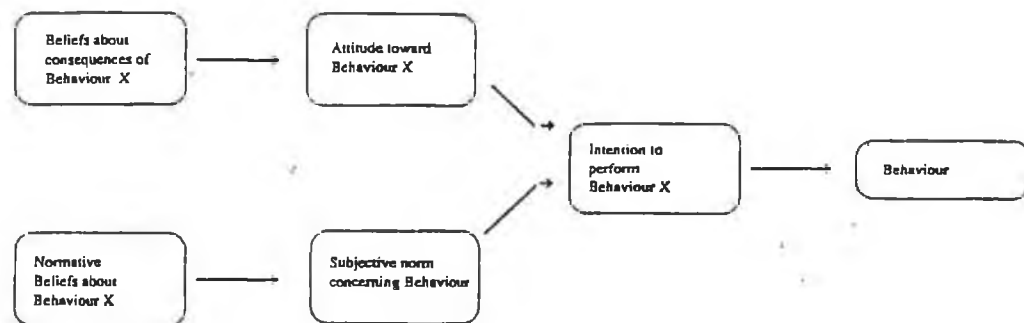 Beliefs about
consequences of
Behaviour X
Attitude toward
Behaviour X
Intention to
perform
Behaviour X
Behaviour
Normative
Beliefs about
Behaviour X
Subjective norm
concerning Behaviour